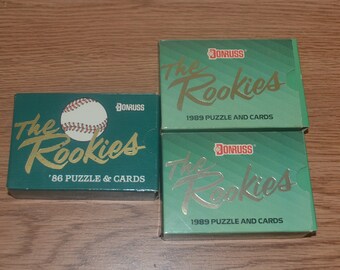 DONRUSS
The
Rookies
'86 PUZZLE & CARDS
DONRUSS
The
Rookies
1989 PUZZLE AND CARDS
DONRUSS
The
Rookies
1989 PUZZLE AND CARDS